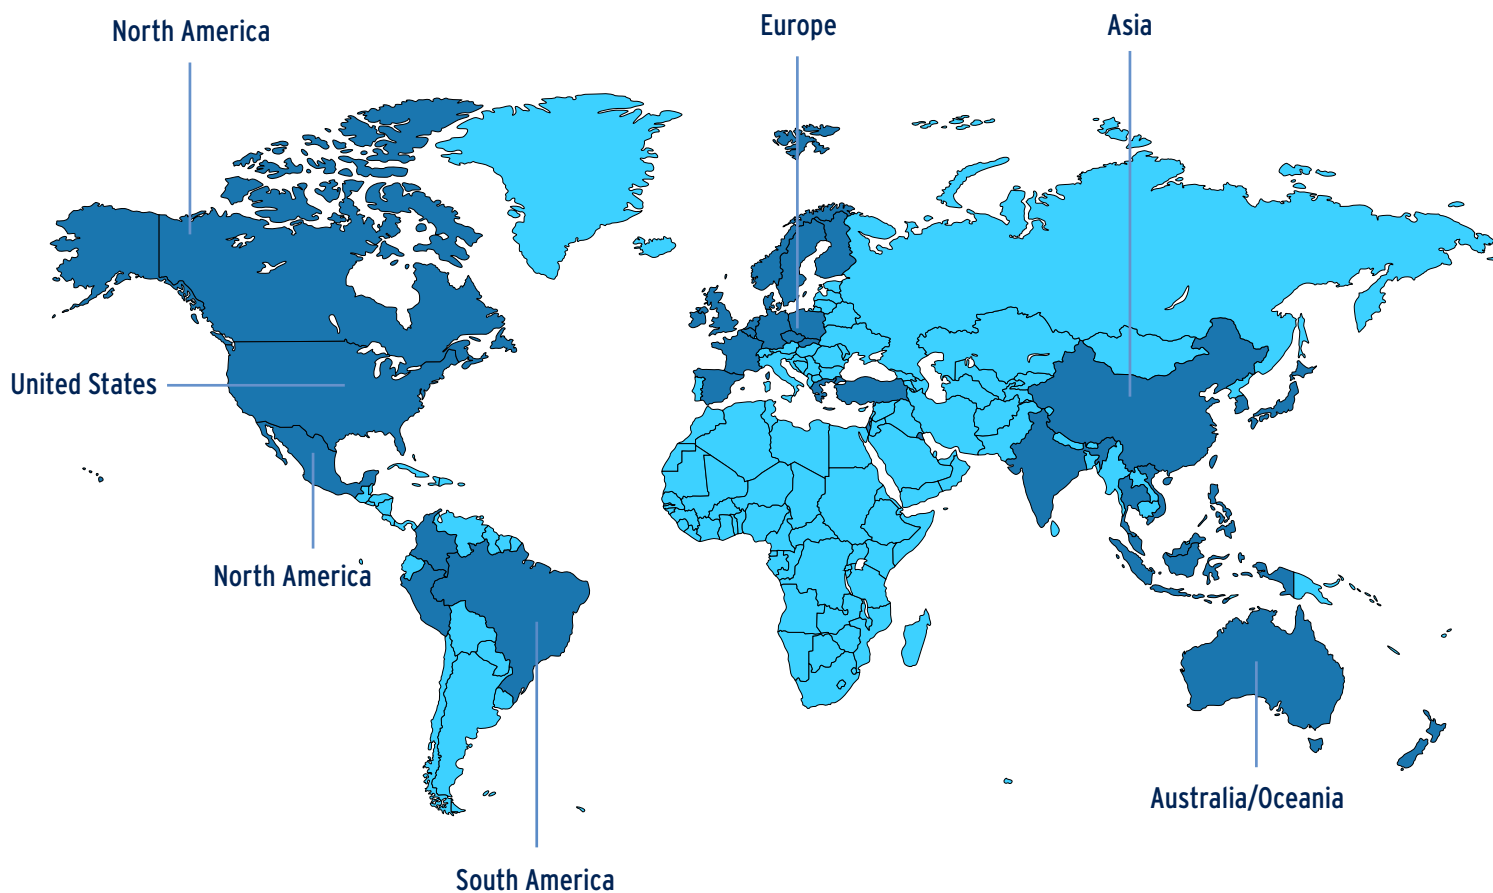 North America
Europe
Asia
United States
North America
Australia/Oceania
South America